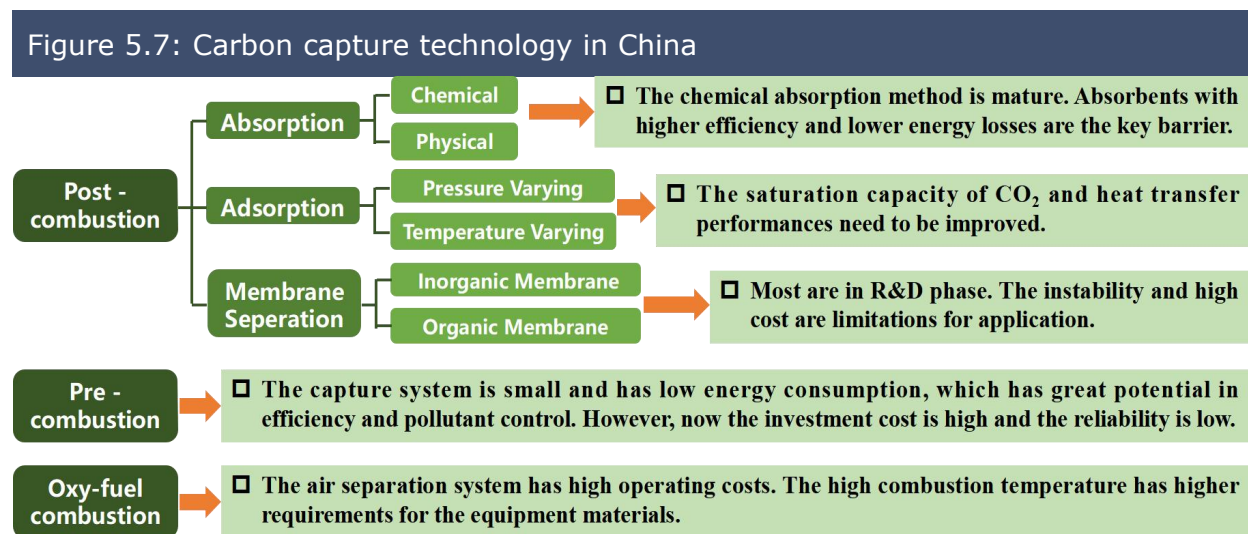 Figure 5.7: Carbon capture technology in China
Post -
combustion
Absorption
Chemical
Physical
❑ The chemical absorption method is mature. Absorbents with
higher efficiency and lower energy losses are the key barrier.
Adsorption
Pressure Varying
Temperature Varying
❑ The saturation capacity of CO₂ and heat transfer
performances need to be improved.
Membrane
Seperation
Inorganic Membrane
Organic Membrane
❑ Most are in R&D phase. The instability and high
cost are limitations for application.
Pre -
combustion
❑ The capture system is small and has low energy consumption, which has great potential in
efficiency and pollutant control. However, now the investment cost is high and the reliability is low.
Oxy-fuel
combustion
❑ The air separation system has high operating costs. The high combustion temperature has higher
requirements for the equipment materials.